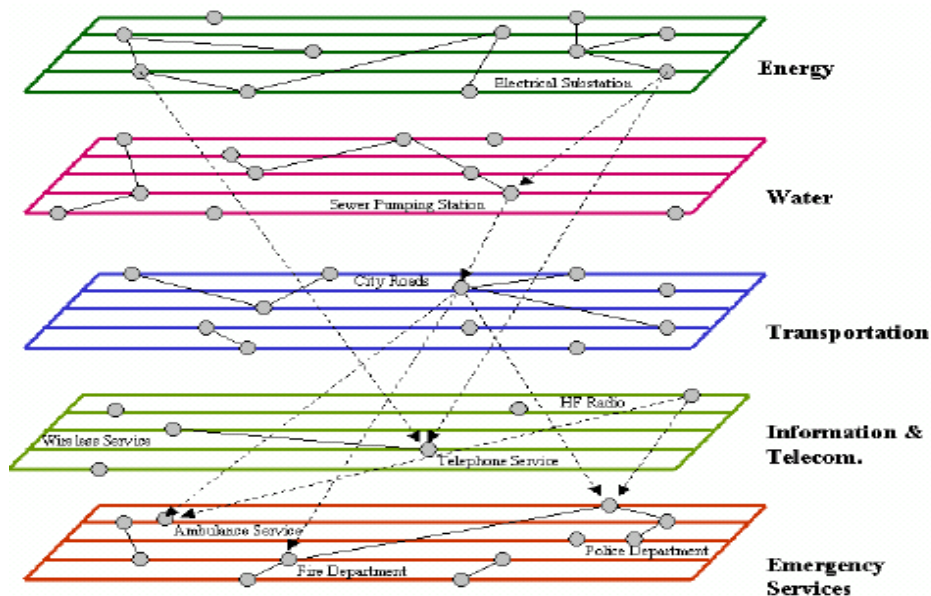 Electrical Substation
Energy
Sewer Pumping Station
Water
City Roads
Transportation
HF Radio
Wireless Service
Telephone Service
Information &
Telecom.
Ambulance Service
Police Department
Fire Department
Emergency
Services